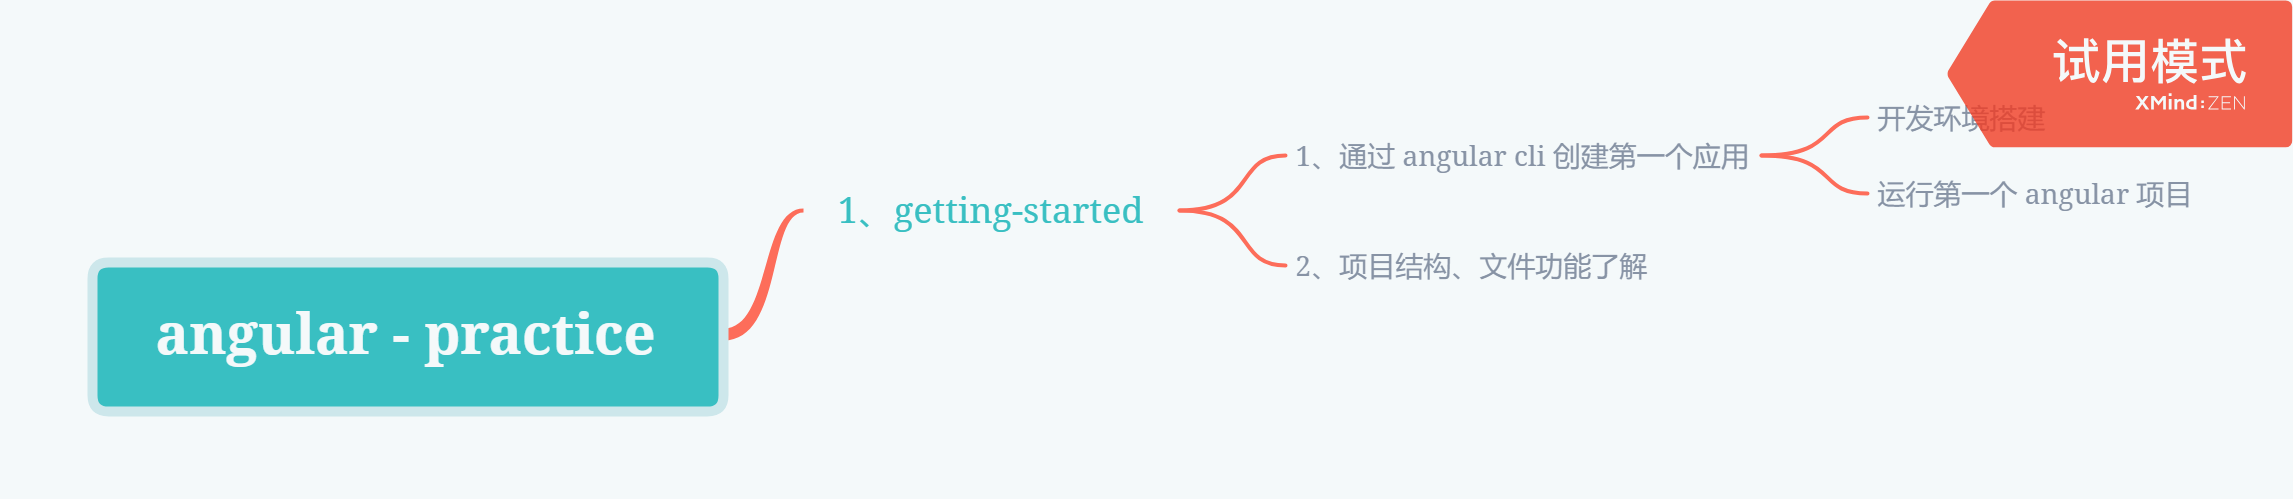 试用模式
XMind:ZEN
开发环境搭建
1、通过 angular cli 创建第一个应用
运行第一个 angular 项目
1、getting-started
2、项目结构、文件功能了解
angular - practice